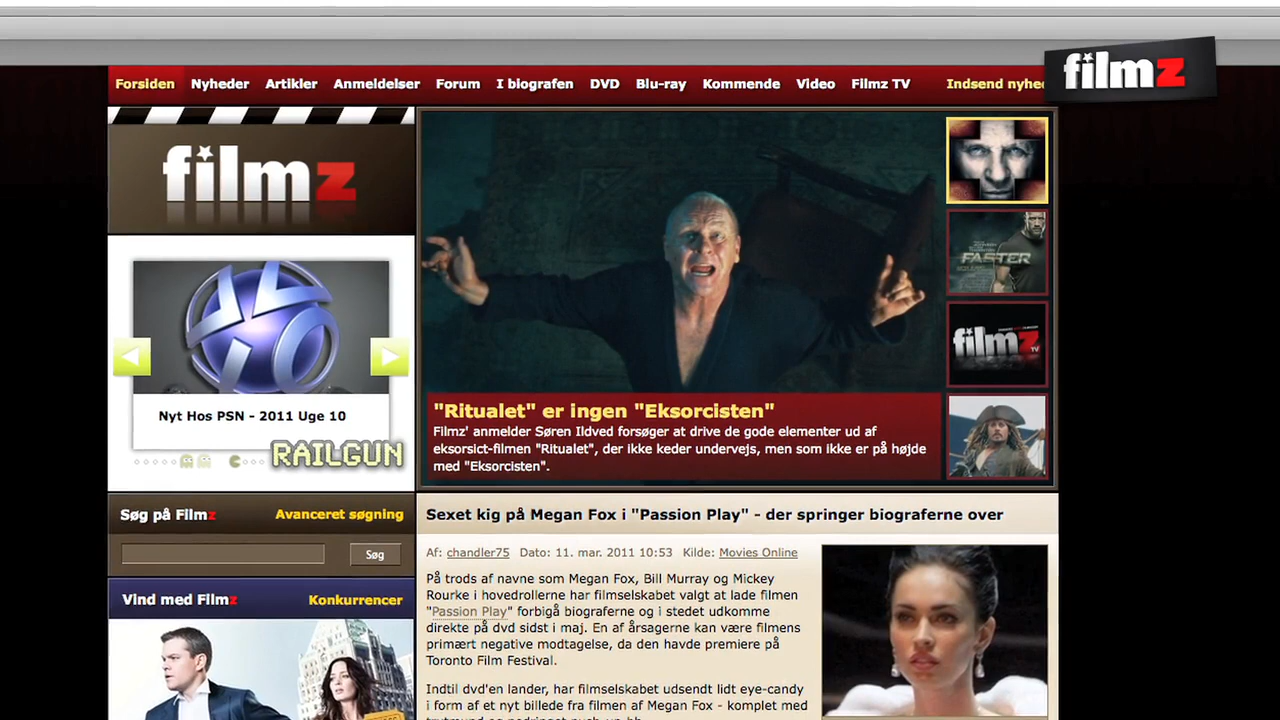 Forsiden Nyheder Artikler Anmeldelser Forum I biografen DVD Blu-ray Kommende Video Filmz TV Indsend nyhe
filmz
filmz
FASTER
filmz TV
Nyt Hos PSN - 2011 Uge 10
RAILGUN
"Ritualet" er ingen "Eksorcisten"
Filmz' anmelder Søren Ildved forsøger at drive de gode elementer ud af
eksorsict-filmen "Ritualet", der ikke keder undervejs, men som ikke er på højde
med "Eksorcisten".
Søg på Filmz Avanceret søgning
Søg
Vind med Filmz Konkurrencer
Sexet kig på Megan Fox i "Passion Play" - der springer biograferne over
Af: chandler75 Dato: 11. mar. 2011 10:53 Kilde: Movies Online
På trods af navne som Megan Fox, Bill Murray og Mickey
Rourke i hovedrollerne har filmselskabet valgt at lade filmen
"Passion Play" forbigå biograferne og i stedet udkomme
direkte på dvd sidst i maj. En af årsagerne kan være filmens
primært negative modtagelse, da den havde premiere på
Toronto Film Festival.
Indtil dvd'en lander, har filmselskabet udsendt lidt eye-candy
i form af et nyt billede fra filmen af Megan Fox - komplet med